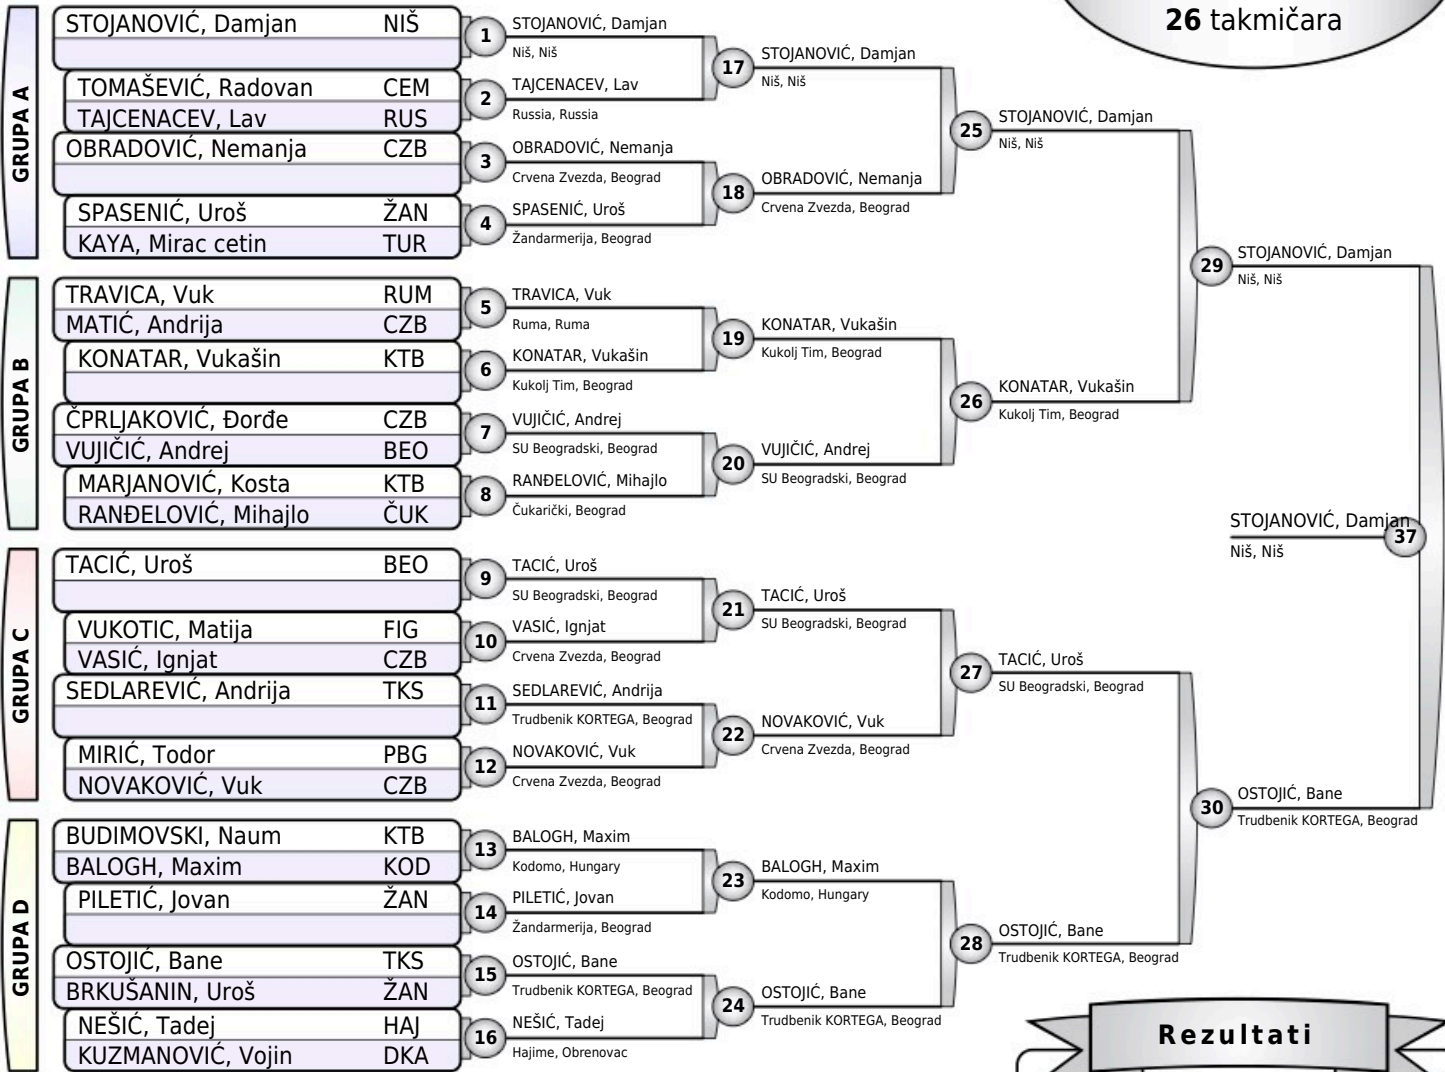 26 takmičara
GRUPA A
STOJANOVIĆ, Damjan NIŠ
TOMAŠEVIĆ, Radovan CEM
TAJCENACEV, Lav RUS
OBRADOVIĆ, Nemanja CZB
SPASENIĆ, Uroš ŽAN
KAYA, Mirac cetin TUR
1
STOJANOVIĆ, Damjan
Niš, Niš
2
TAJCENACEV, Lav
Russia, Russia
3
OBRADOVIĆ, Nemanja
Crvena Zvezda, Beograd
4
SPASENIĆ, Uroš
Žandarmerija, Beograd
17
STOJANOVIĆ, Damjan
Niš, Niš
18
OBRADOVIĆ, Nemanja
Crvena Zvezda, Beograd
25
STOJANOVIĆ, Damjan
Niš, Niš
GRUPA B
TRAVICA, Vuk RUM
MATIĆ, Andrija CZB
KONATAR, Vukašin KTB
ČPRLJAKOVIĆ, Đorđe CZB
VUJIČIĆ, Andrej BEO
MARJANOVIĆ, Kosta KTB
RANĐELOVIĆ, Mihajlo ČUK
5
TRAVICA, Vuk
Ruma, Ruma
6
KONATAR, Vukašin
Kukolj Tim, Beograd
7
VUJIČIĆ, Andrej
SU Beogradski, Beograd
8
RANĐELOVIĆ, Mihajlo
Čukarički, Beograd
19
KONATAR, Vukašin
Kukolj Tim, Beograd
20
VUJIČIĆ, Andrej
SU Beogradski, Beograd
26
KONATAR, Vukašin
Kukolj Tim, Beograd
29
STOJANOVIĆ, Damjan
Niš, Niš
GRUPA C
TACIĆ, Uroš BEO
VUKOTIC, Matija FIG
VASIĆ, Ignjat CZB
SEDLAREVIĆ, Andrija TKS
MIRIĆ, Todor PBG
NOVAKOVIĆ, Vuk CZB
9
TACIĆ, Uroš
SU Beogradski, Beograd
10
VASIĆ, Ignjat
Crvena Zvezda, Beograd
11
SEDLAREVIĆ, Andrija
Trudbenik KORTEGA, Beograd
12
NOVAKOVIĆ, Vuk
Crvena Zvezda, Beograd
21
TACIĆ, Uroš
SU Beogradski, Beograd
22
NOVAKOVIĆ, Vuk
Crvena Zvezda, Beograd
27
TACIĆ, Uroš
SU Beogradski, Beograd
GRUPA D
BUDIMOVSKI, Naum KTB
BALOGH, Maxim KOD
PILETIĆ, Jovan ŽAN
OSTOJIĆ, Bane TKS
BRKUŠANIN, Uroš ŽAN
NEŠIĆ, Tadej HAJ
KUZMANOVIĆ, Vojin DKA
13
BALOGH, Maxim
Kodomo, Hungary
14
PILETIĆ, Jovan
Žandarmerija, Beograd
15
OSTOJIĆ, Bane
Trudbenik KORTEGA, Beograd
16
NEŠIĆ, Tadej
Hajime, Obrenovac
23
BALOGH, Maxim
Kodomo, Hungary
24
OSTOJIĆ, Bane
Trudbenik KORTEGA, Beograd
28
OSTOJIĆ, Bane
Trudbenik KORTEGA, Beograd
30
OSTOJIĆ, Bane
Trudbenik KORTEGA, Beograd
STOJANOVIĆ, Damjan
37
Niš, Niš
Rezultati